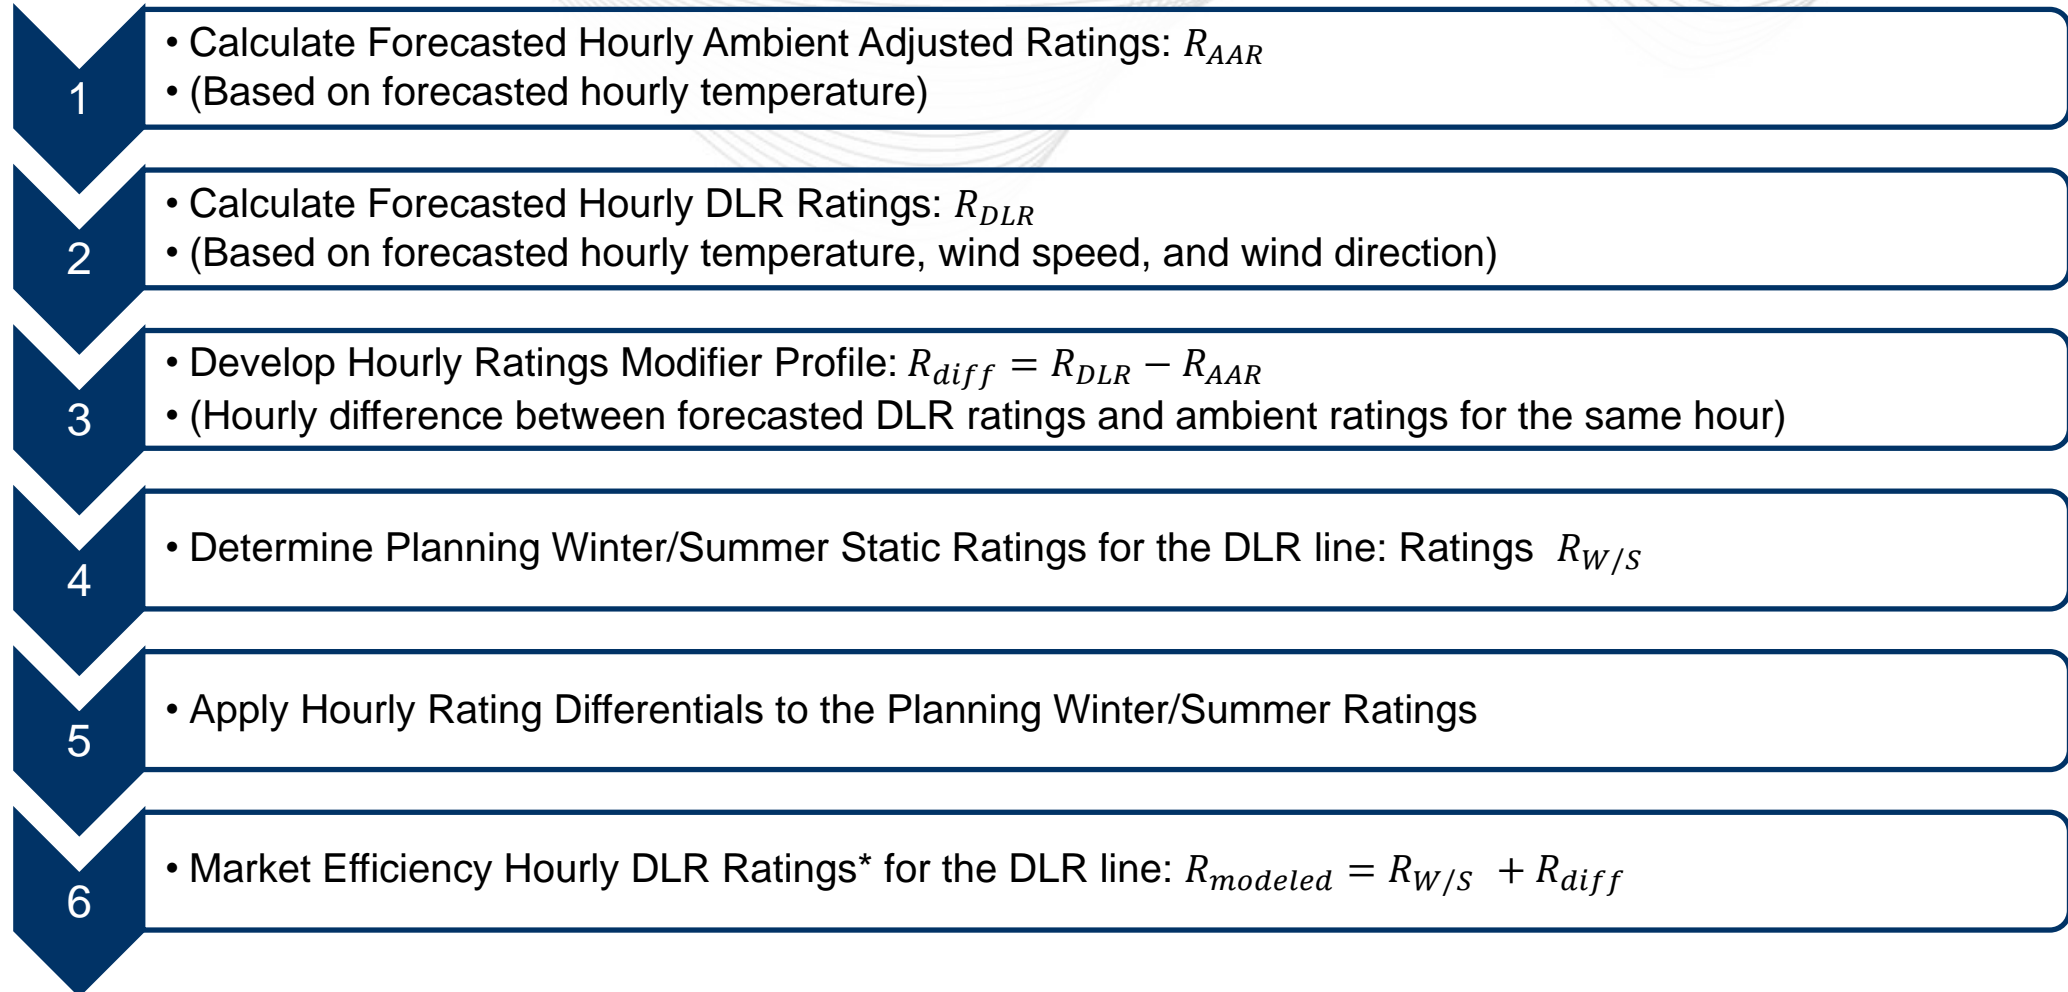 1
• Calculate Forecasted Hourly Ambient Adjusted Ratings: R_AAR
• (Based on forecasted hourly temperature)
2
• Calculate Forecasted Hourly DLR Ratings: R_DLR
• (Based on forecasted hourly temperature, wind speed, and wind direction)
3
• Develop Hourly Ratings Modifier Profile: R_diff = R_DLR − R_AAR
• (Hourly difference between forecasted DLR ratings and ambient ratings for the same hour)
4
• Determine Planning Winter/Summer Static Ratings for the DLR line: Ratings R_W/S
5
• Apply Hourly Rating Differentials to the Planning Winter/Summer Ratings
6
• Market Efficiency Hourly DLR Ratings* for the DLR line: R_modeled = R_W/S + R_diff